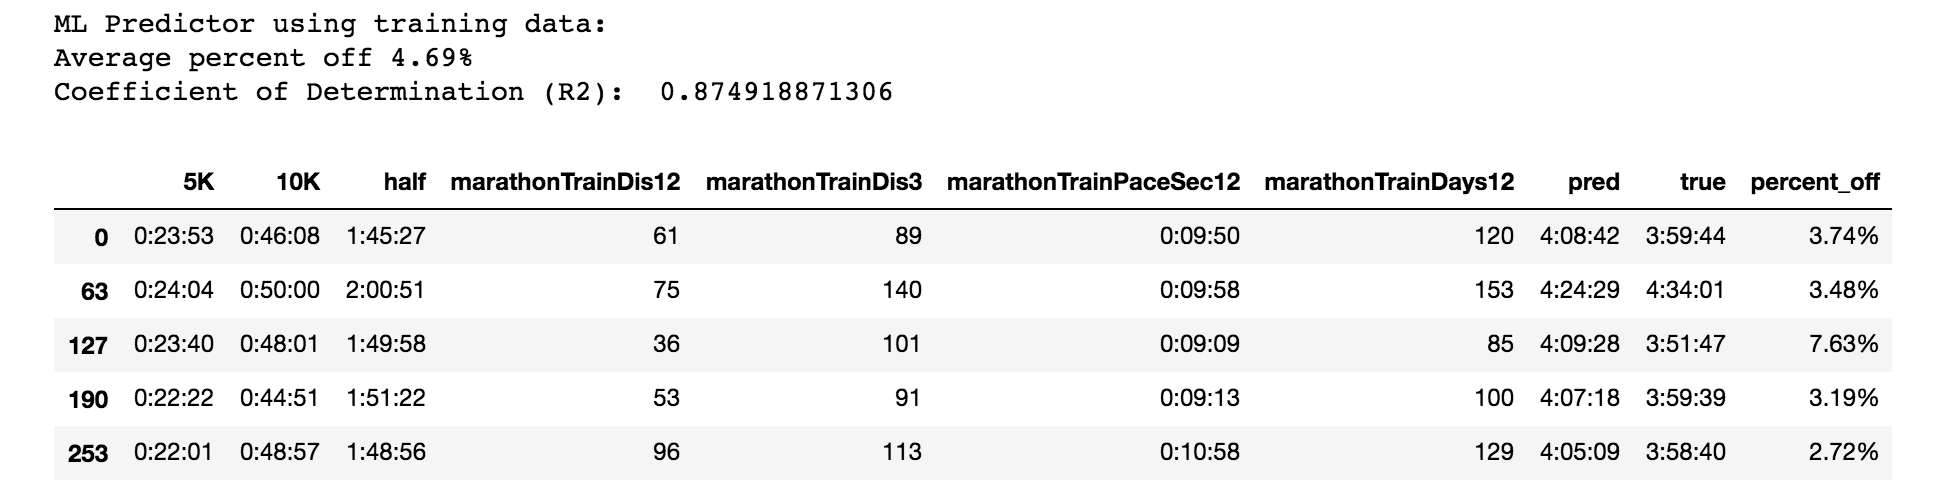 ML Predictor using training data:
Average percent off 4.69%
Coefficient of Determination (R2):  0.874918871306
5K 10K half marathonTrainDis12 marathonTrainDis3 marathonTrainPaceSec12 marathonTrainDays12 pred true percent_off
0 0:23:53 0:46:08 1:45:27 61 89 0:09:50 120 4:08:42 3:59:44 3.74%
63 0:24:04 0:50:00 2:00:51 75 140 0:09:58 153 4:24:29 4:34:01 3.48%
127 0:23:40 0:48:01 1:49:58 36 101 0:09:09 85 4:09:28 3:51:47 7.63%
190 0:22:22 0:44:51 1:51:22 53 91 0:09:13 100 4:07:18 3:59:39 3.19%
253 0:22:01 0:48:57 1:48:56 96 113 0:10:58 129 4:05:09 3:58:40 2.72%